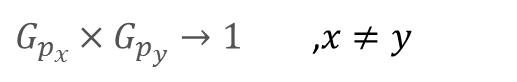 G_{p_x} × G_{p_y} → 1 ,x ≠ y